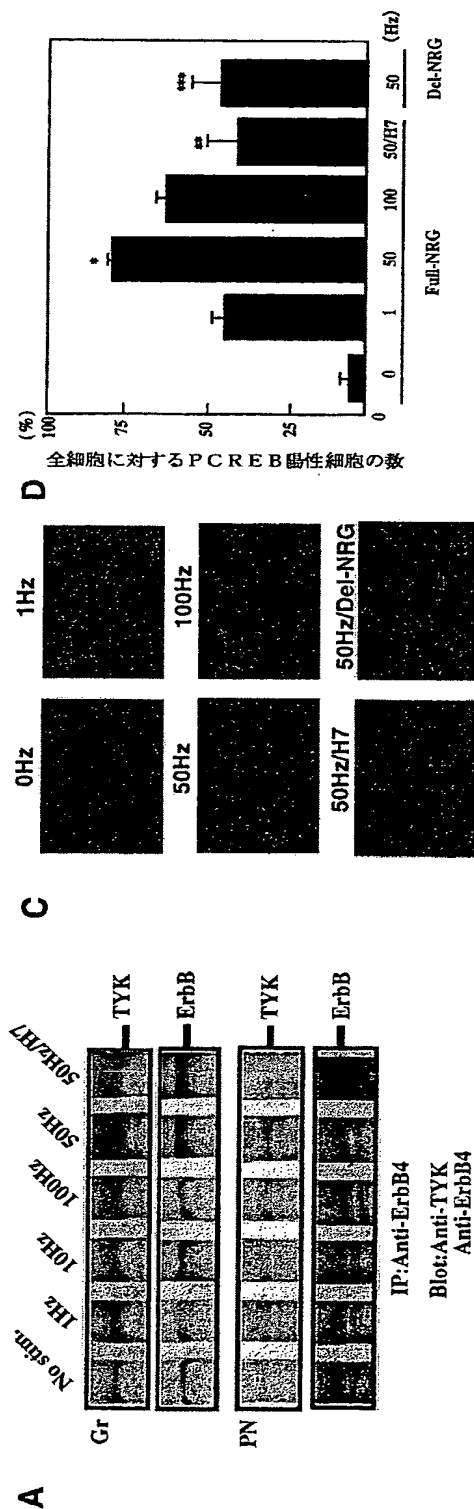 A
No stim.
1Hz
10Hz
100Hz
50Hz
50Hz/H7
Gr
TYK
ErbB
PN
TYK
ErbB
IP:Anti-ErbB4
Blot:Anti-TYK
Anti-ErbB4
C
0Hz
1Hz
50Hz
100Hz
50Hz/H7
50Hz/Del-NRG
D
(%)
100
75
50
25
0
全細胞に対するPCREB陽性細胞の数
*
**
***
0 1 50 100 50/H7 50 (Hz)
Full-NRG Del-NRG